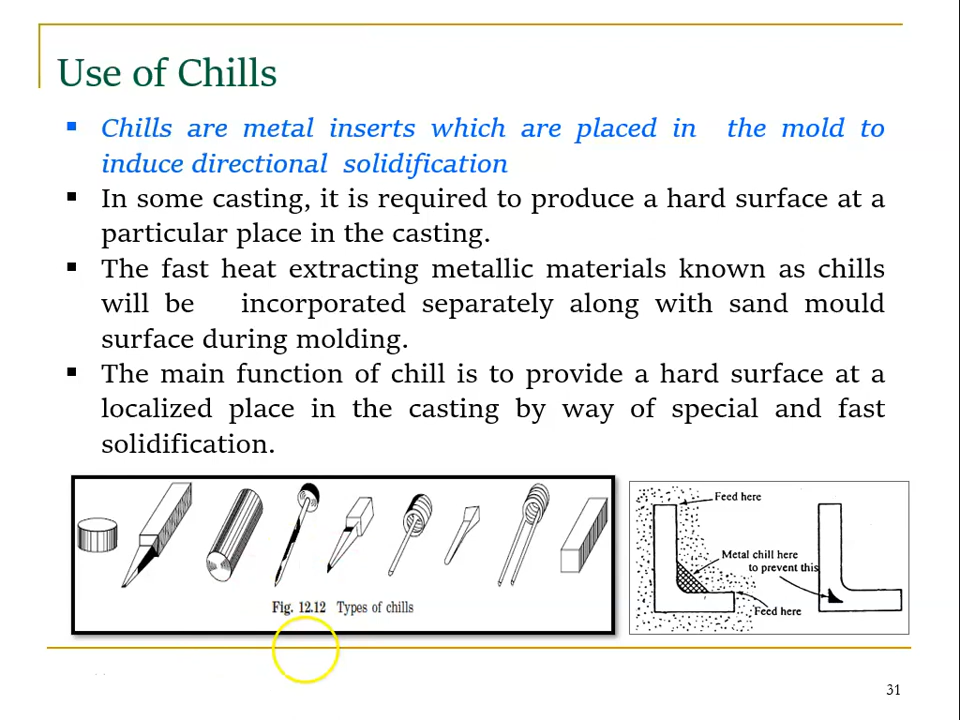 Use of Chills
▪ Chills are metal inserts which are placed in the mold to
induce directional solidification
▪ In some casting, it is required to produce a hard surface at a
particular place in the casting.
▪ The fast heat extracting metallic materials known as chills
will be incorporated separately along with sand mould
surface during molding.
▪ The main function of chill is to provide a hard surface at a
localized place in the casting by way of special and fast
solidification.
Fig. 12.12 Types of chills
Feed here
Metal chill here
to prevent this
Feed here
31